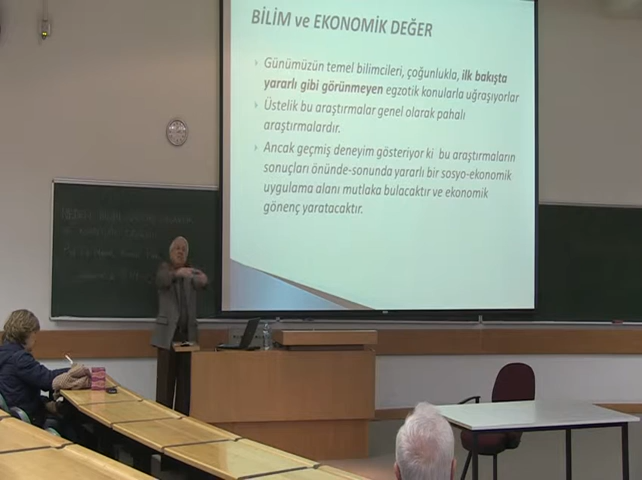 BİLİM ve EKONOMİK DEĞER
Günümüzün temel bilimcileri, çoğunlukla, ilk bakışta
yararlı gibi görünmeyen egzotik konularla uğraşıyorlar
Üstelik bu araştırmalar genel olarak pahalı
araştırmalardır.
Ancak geçmiş deneyim gösteriyor ki bu araştırmaların
sonuçları önünde-sonunda yararlı bir sosyo-ekonomik
uygulama alanı mutlaka bulacaktır ve ekonomik
gönenç yaratacaktır.